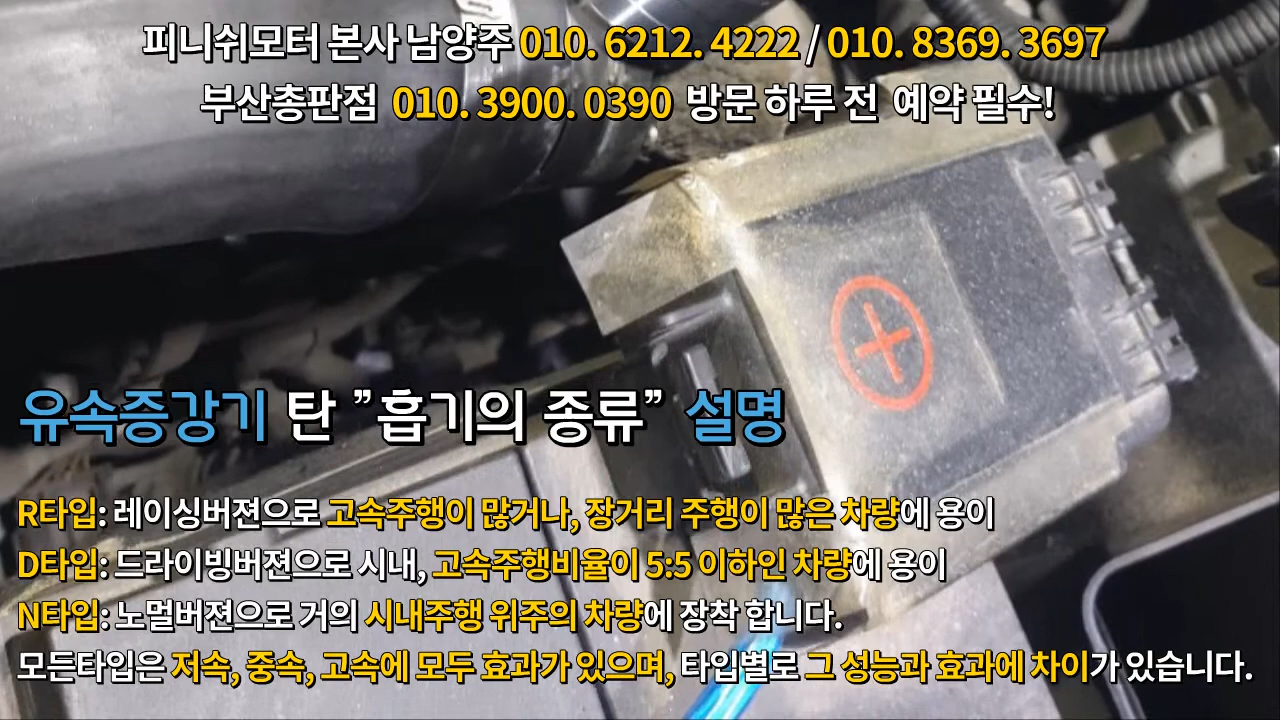 피니쉬모터 본사 남양주 010. 6212. 4222 / 010. 8369. 3697
부산총판점 010. 3900. 0390 방문 하루 전 예약 필수!
유속증강기 탄 "흡기의 종류" 설명
R타입: 레이싱버젼으로 고속주행이 많거나, 장거리 주행이 많은 차량에 용이
D타입: 드라이빙버젼으로 시내, 고속주행비율이 5:5 이하인 차량에 용이
N타입: 노멀버젼으로 거의 시내주행 위주의 차량에 장착 합니다.
모든타입은 저속, 중속, 고속에 모두 효과가 있으며, 타입별로 그 성능과 효과에 차이가 있습니다.